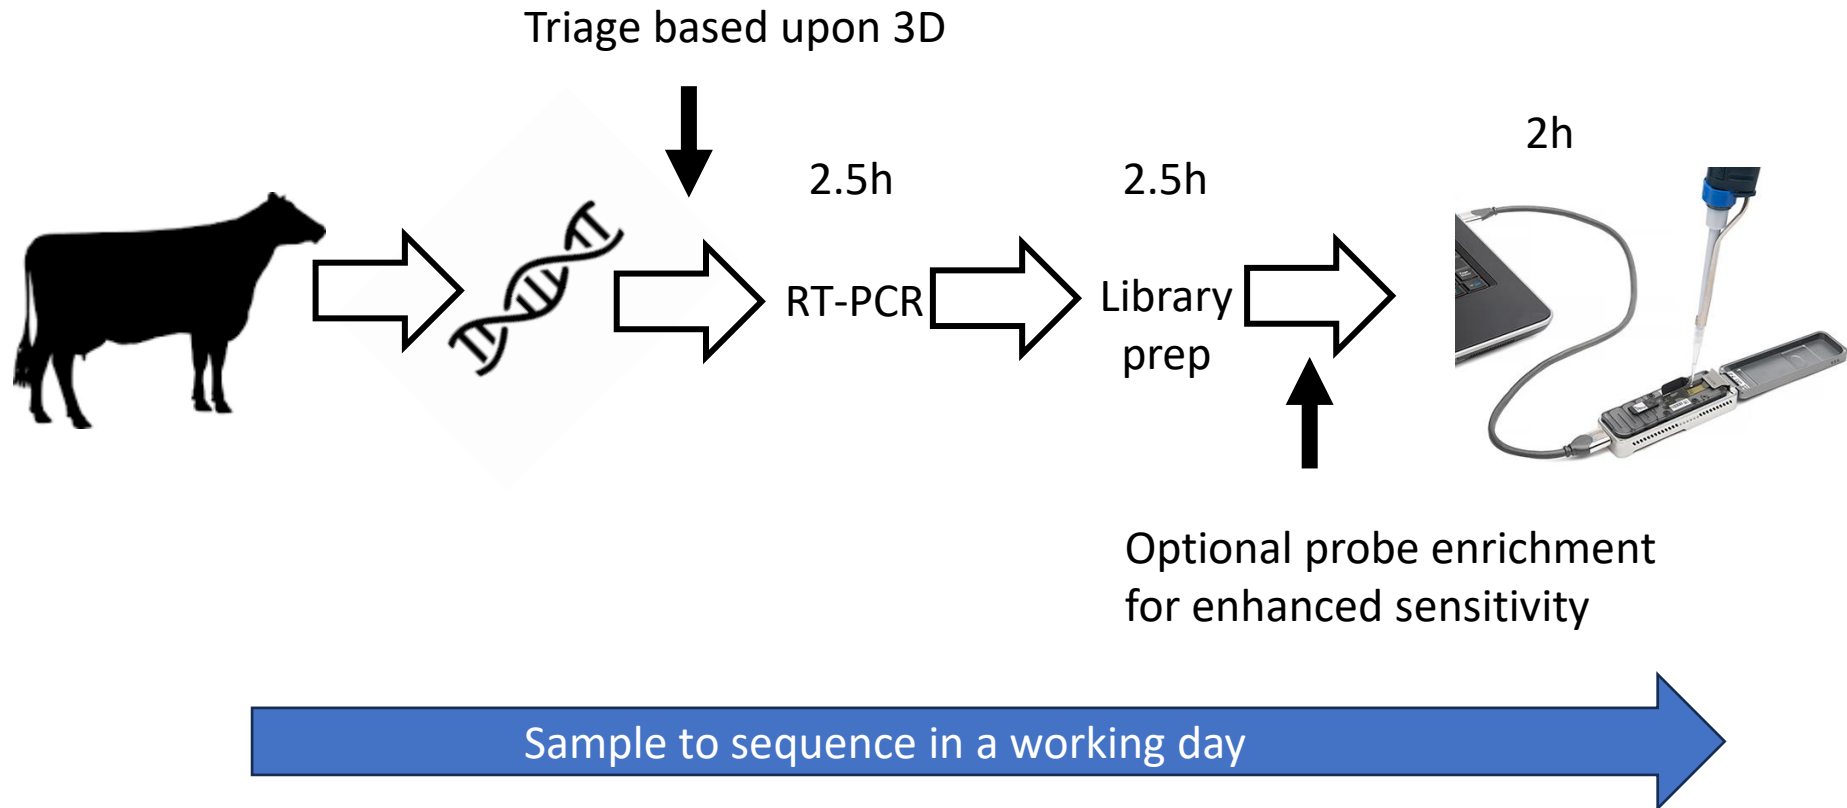 Triage based upon 3D
2.5h
2.5h
2h
RT-PCR
Library
prep
Optional probe enrichment
for enhanced sensitivity
Sample to sequence in a working day